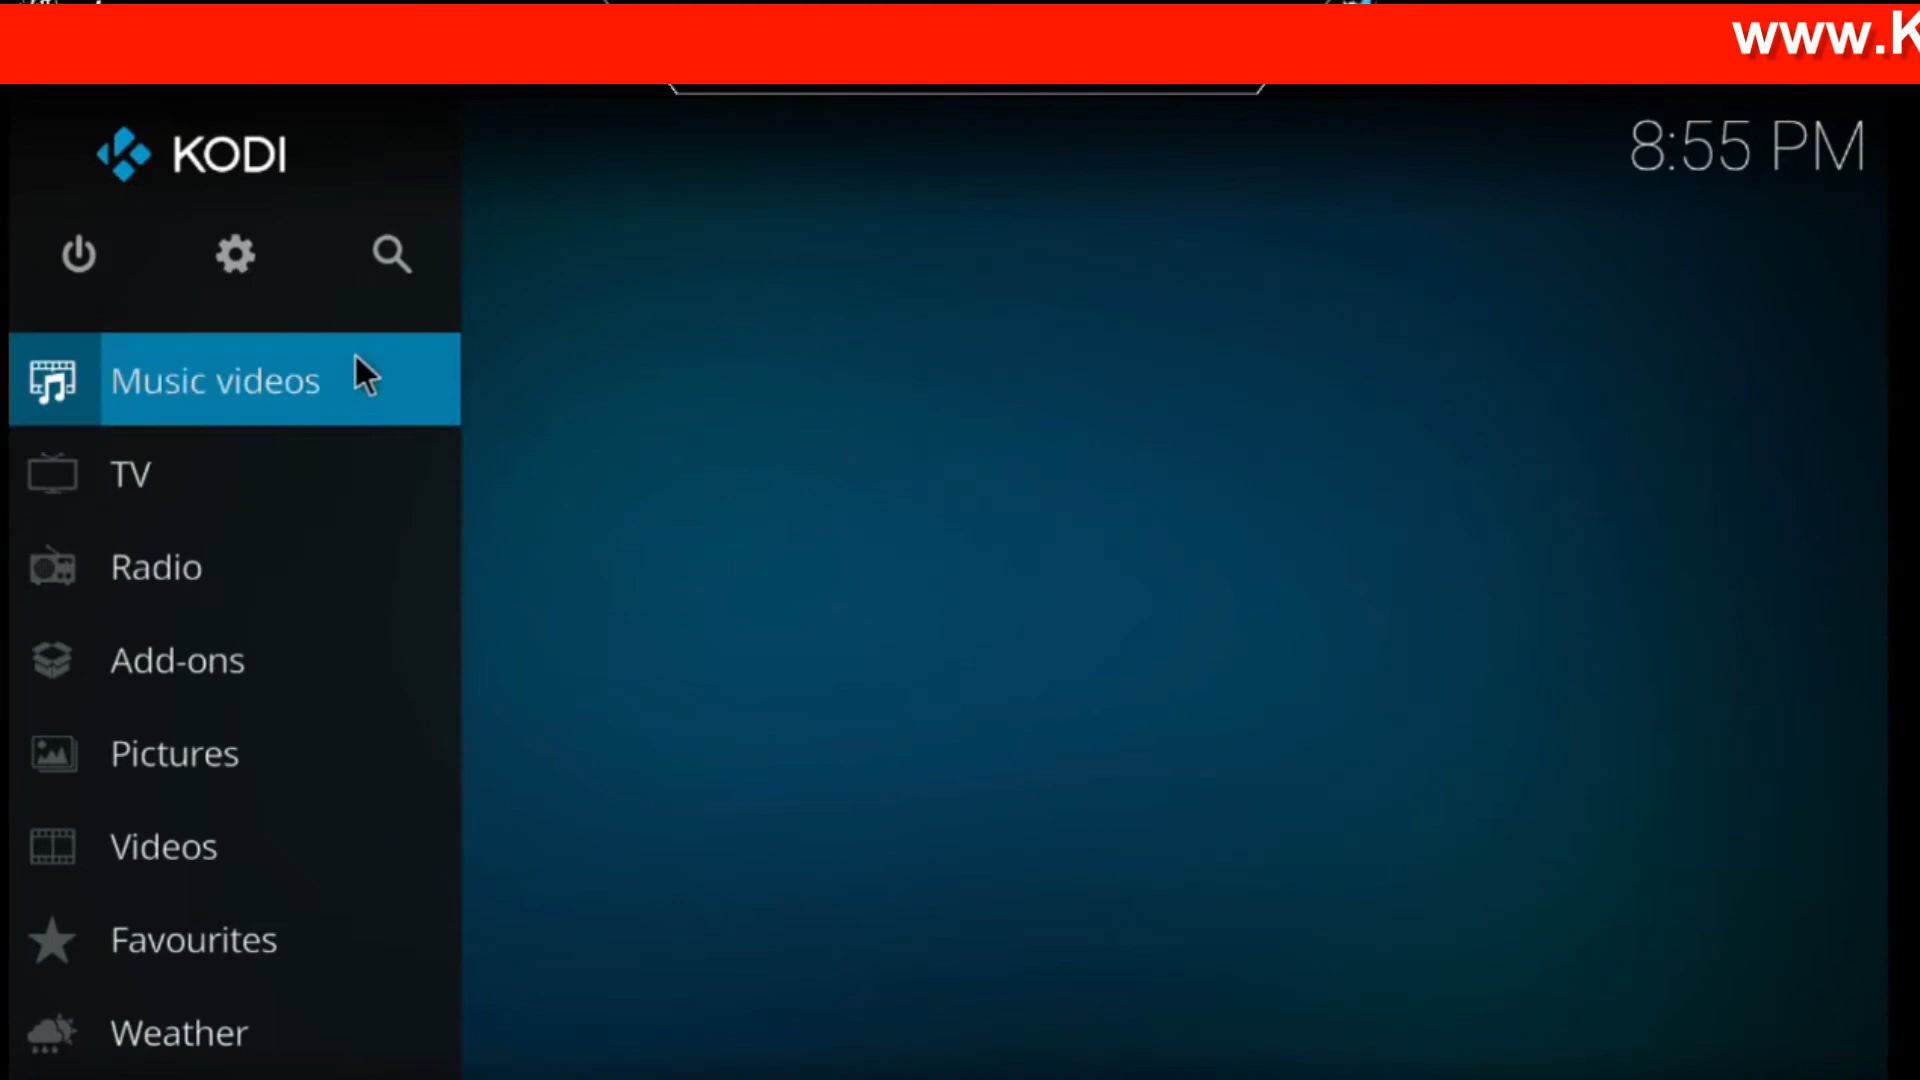 www.K
KODI
8:55 PM
Music videos
TV
Radio
Add-ons
Pictures
Videos
Favourites
Weather